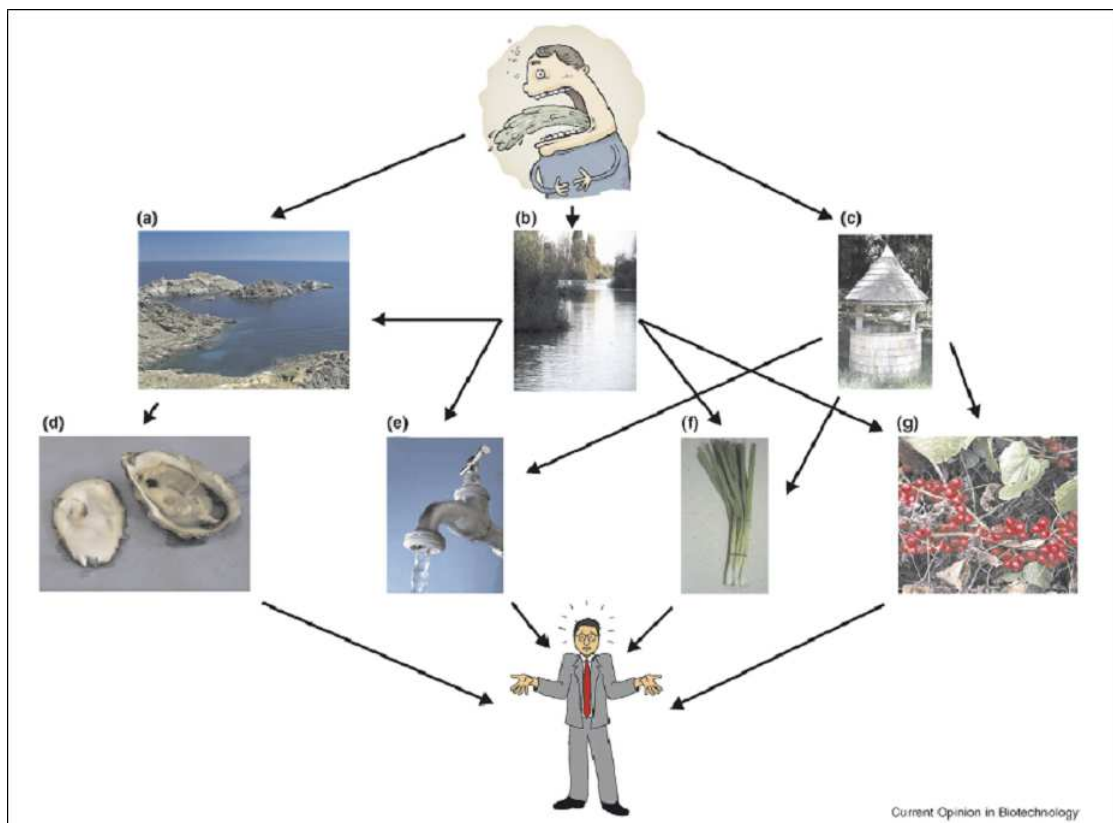 (a)
(b)
(c)
(d)
(e)
(f)
(g)
Current Opinion in Biotechnology